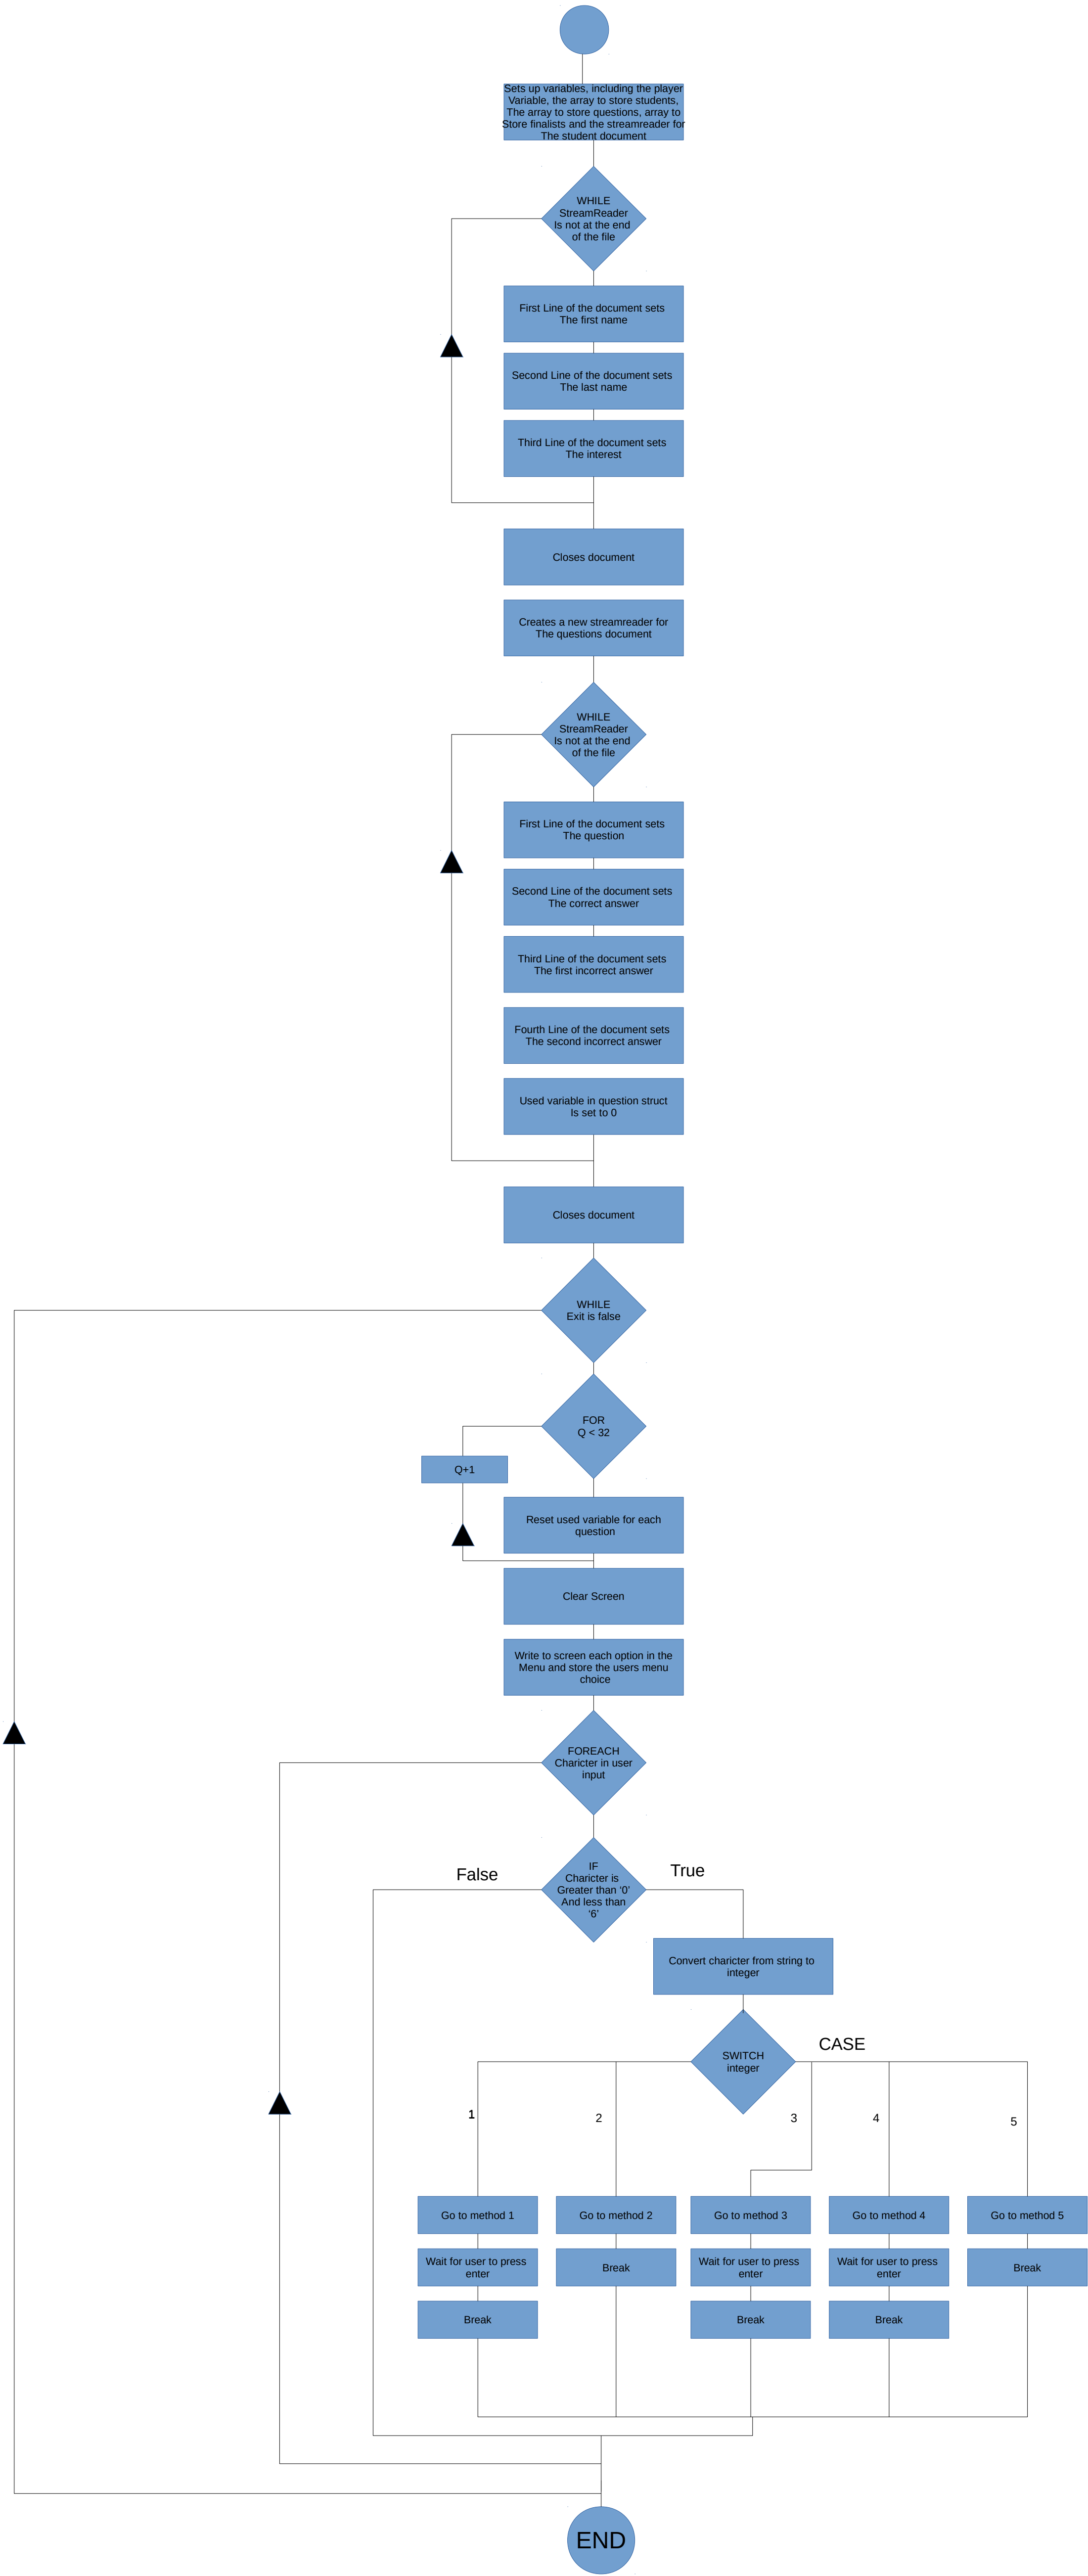 Sets up variables, including the player
Variable, the array to store students,
The array to store questions, array to
Store finalists and the streamreader for
The student document
WHILE
StreamReader
Is not at the end
of the file
First Line of the document sets
The first name
Second Line of the document sets
The last name
Third Line of the document sets
The interest
Closes document
Creates a new streamreader for
The questions document
WHILE
StreamReader
Is not at the end
of the file
First Line of the document sets
The question
Second Line of the document sets
The correct answer
Third Line of the document sets
The first incorrect answer
Fourth Line of the document sets
The second incorrect answer
Used variable in question struct
Is set to 0
Closes document
WHILE
Exit is false
FOR
Q < 32
Q+1
Reset used variable for each
question
Clear Screen
Write to screen each option in the
Menu and store the users menu
choice
FOREACH
Charicter in user
input
False
IF
Charicter is
Greater than ‘0’
And less than
‘6’
True
Convert charicter from string to
integer
SWITCH
integer
CASE
1
2
3
4
5
Go to method 1
Go to method 2
Go to method 3
Go to method 4
Go to method 5
Wait for user to press
enter
Break
Wait for user to press
enter
Wait for user to press
enter
Break
Break
Break
Break
END